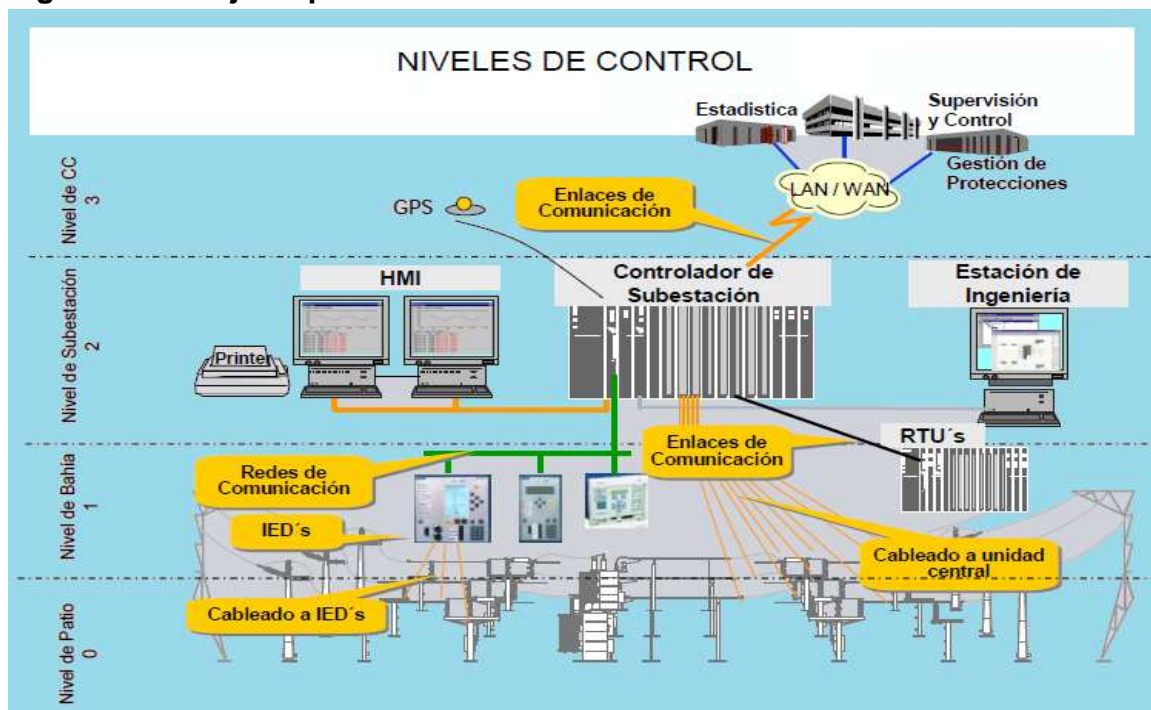 NIVELES DE CONTROL
Estadistica
Supervisión
y Control
Gestión de
Protecciones
LAN / WAN
Enlaces de
Comunicación
GPS
Nivel de CC
3
HMI
Controlador de
Subestación
Estación de
Ingeniería
Printer
Nivel de Subestación
2
Enlaces de
Comunicación
RTU´s
Redes de
Comunicación
Nivel de Bahía
1
IED´s
Cableado a unidad
central
Cableado a IED´s
Nivel de Patio
0